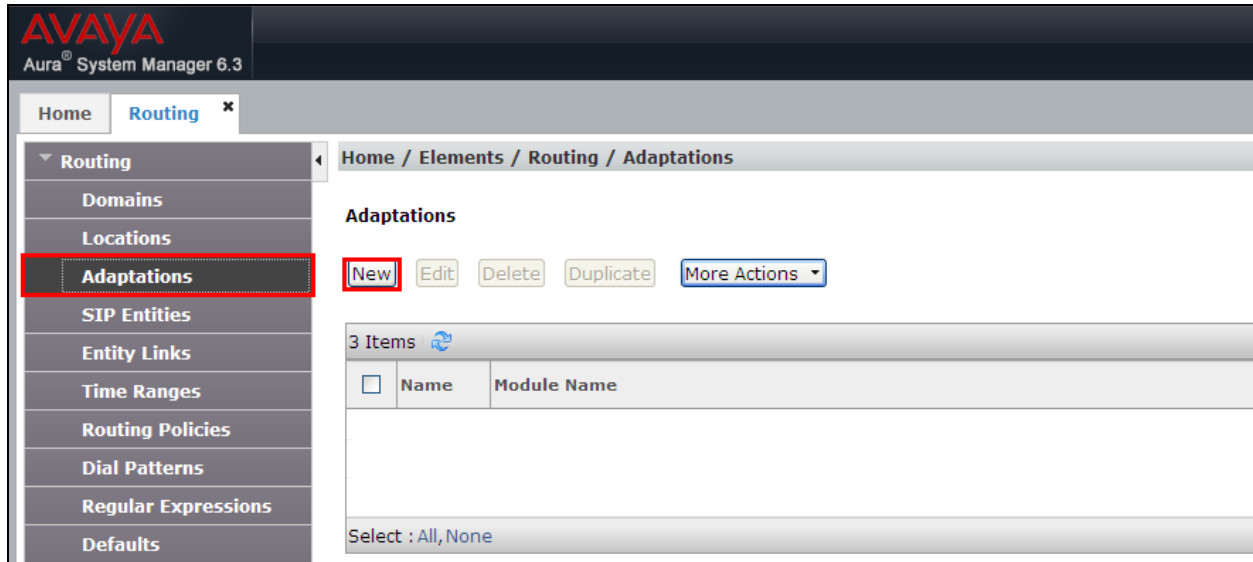 AVAYA
Aura® System Manager 6.3
Home Routing ×
Routing
Home / Elements / Routing / Adaptations
Domains
Locations
Adaptations
SIP Entities
Entity Links
Time Ranges
Routing Policies
Dial Patterns
Regular Expressions
Defaults
Adaptations
New Edit Delete Duplicate More Actions
3 Items
Name Module Name
Select : All, None